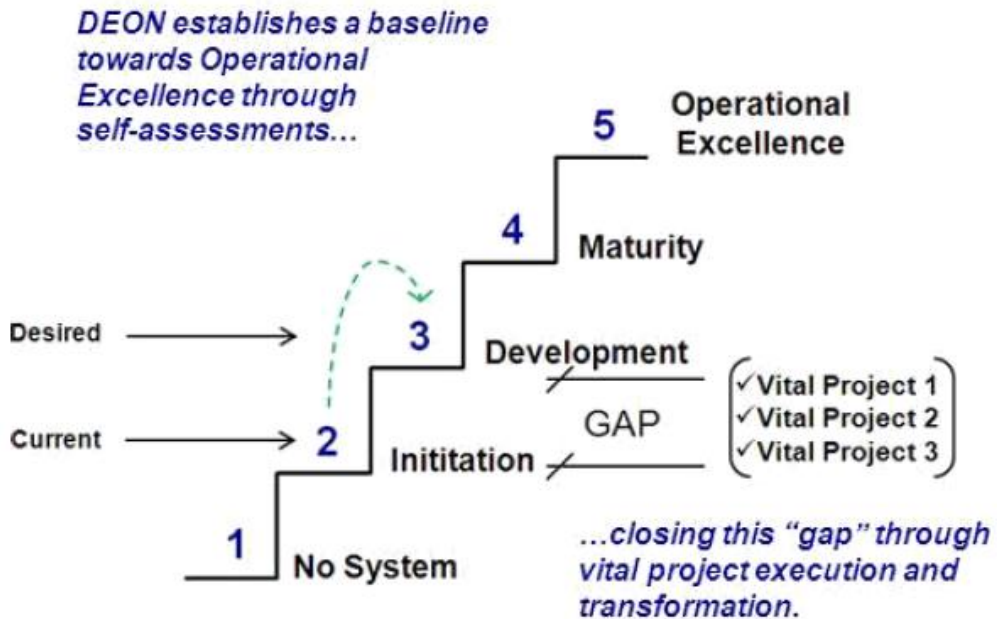 DEON establishes a baseline
towards Operational
Excellence through
self-assessments…
5
Operational
Excellence
4
Maturity
Desired
3
Development
Current
2
Inititation
GAP
✓Vital Project 1
✓Vital Project 2
✓Vital Project 3
1
No System
…closing this “gap” through
vital project execution and
transformation.